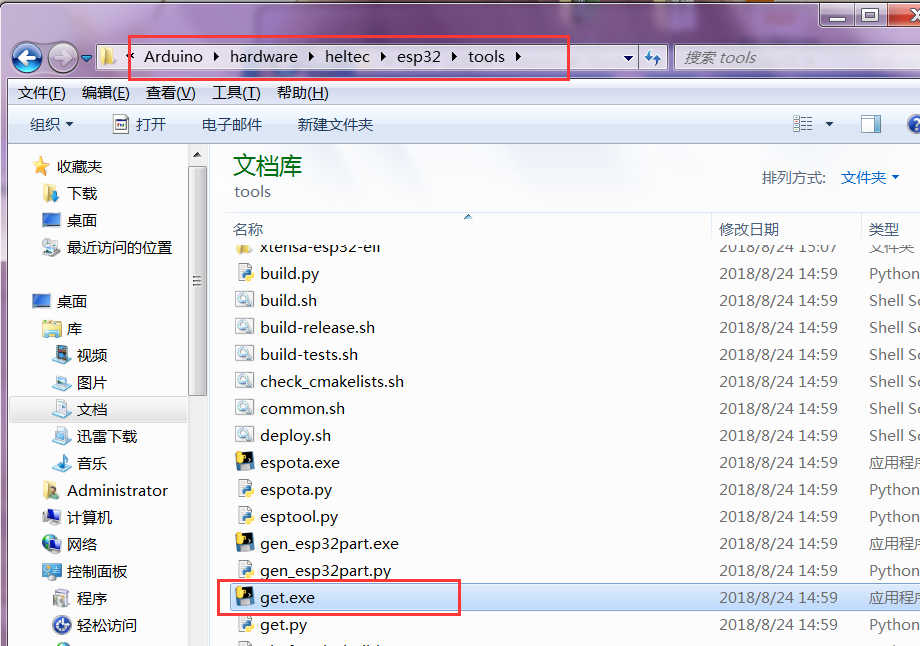 « Arduino hardware heltec esp32 tools 搜索 tools
文件(F) 编辑(E) 查看(V) 工具(T) 帮助(H)
组织 打开 电子邮件 新建文件夹
收藏夹
下载
桌面
最近访问的位置
桌面
库
视频
图片
文档
迅雷下载
音乐
Administrator
计算机
网络
控制面板
程序
轻松访问
文档库
tools
排列方式: 文件夹
名称 修改日期 类型
xtensa-esp32-elf 2018/8/24 15:07 文件夹
build.py 2018/8/24 14:59 Python
build.sh 2018/8/24 14:59 Shell Sc
build-release.sh 2018/8/24 14:59 Shell Sc
build-tests.sh 2018/8/24 14:59 Shell Sc
check_cmakelists.sh 2018/8/24 14:59 Shell Sc
common.sh 2018/8/24 14:59 Shell Sc
deploy.sh 2018/8/24 14:59 Shell Sc
espota.exe 2018/8/24 14:59 应用程序
espota.py 2018/8/24 14:59 Python
esptool.py 2018/8/24 14:59 Python
gen_esp32part.exe 2018/8/24 14:59 应用程序
gen_esp32part.py 2018/8/24 14:59 Python
get.exe 2018/8/24 14:59 应用程序
get.py 2018/8/24 14:59 Python